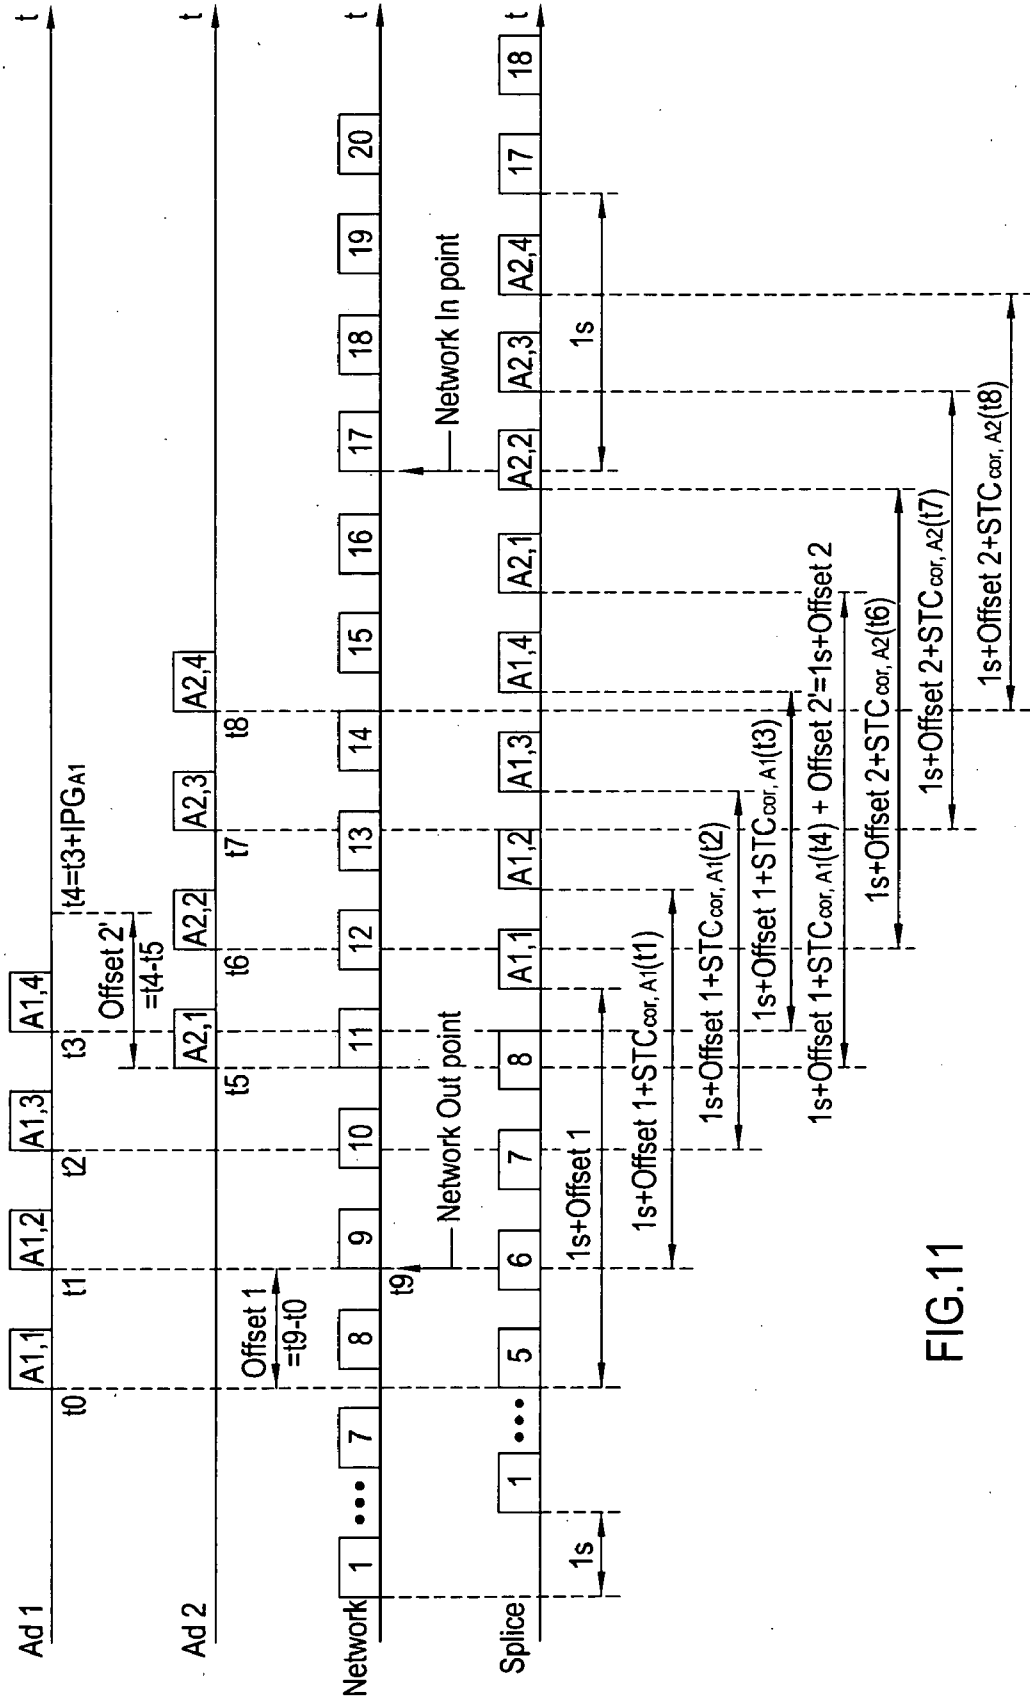 Ad 1
A1,1
A1,2
A1,3
A1,4
t
t0
t1
t2
t3
t4=t3+IPGA1
Offset 2'
=t4-t5
Ad 2
A2,1
A2,2
A2,3
A2,4
t
t5
t6
t7
t8
Offset 1
=t9-t0
Network
1
•••
7
8
9
10
11
12
13
14
15
16
17
18
19
20
t
t9
Network Out point
Network In point
Splice
1
•••
5
6
7
8
A1,1
A1,2
A1,3
A1,4
A2,1
A2,2
A2,3
A2,4
17
18
t
1s
1s
1s+Offset 1
1s+Offset 1+STCcor, A1(t1)
1s+Offset 1+STCcor, A1(t2)
1s+Offset 1+STCcor, A1(t3)
1s+Offset 1+STCcor, A1(t4) + Offset 2'=1s+Offset 2
1s+Offset 2+STCcor, A2(t6)
1s+Offset 2+STCcor, A2(t7)
1s+Offset 2+STCcor, A2(t8)
FIG.11